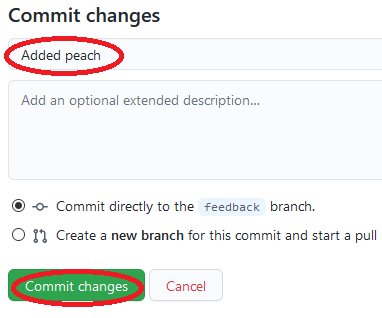 Commit changes
Added peach
Add an optional extended description...
Commit directly to the feedback branch.
Create a new branch for this commit and start a pull
Commit changes
Cancel